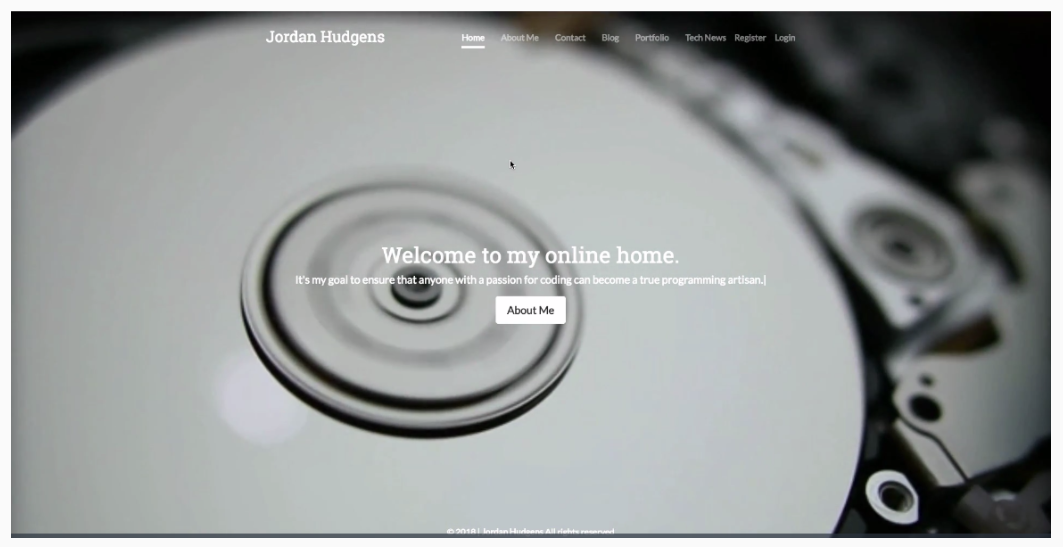 Jordan Hudgens
Home About Me Contact Blog Portfolio Tech News Register Login
Welcome to my online home.
It's my goal to ensure that anyone with a passion for coding can become a true programming artisan.|
About Me
© 2018 | Jordan Hudgens All rights reserved